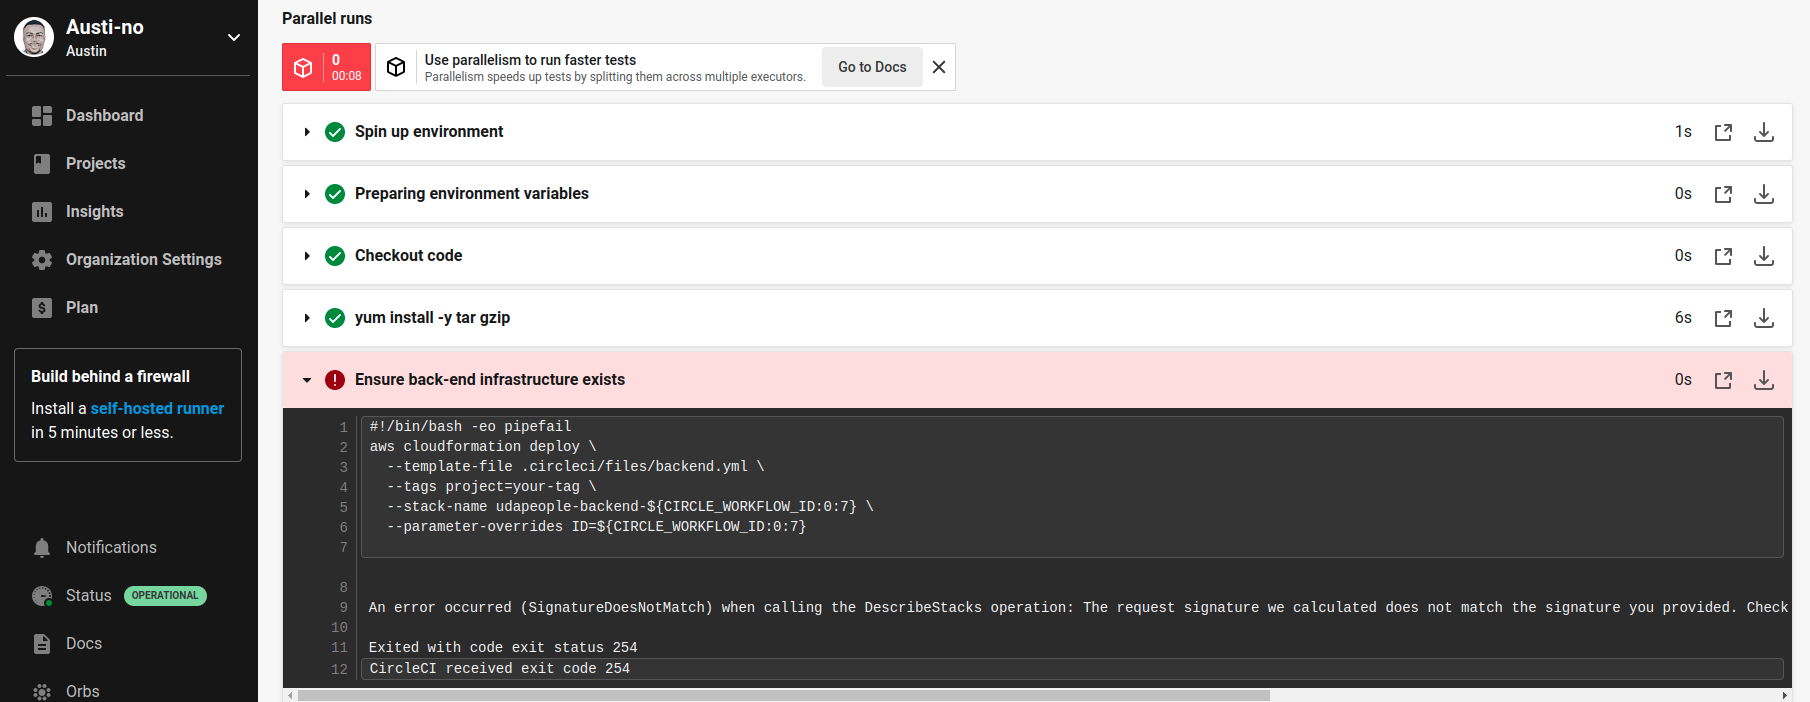 Austi-no
Austin
Dashboard
Projects
Insights
Organization Settings
Plan
Build behind a firewall
Install a self-hosted runner
in 5 minutes or less.
Notifications
Status OPERATIONAL
Docs
Orbs
Parallel runs
0
00:08
Use parallelism to run faster tests
Parallelism speeds up tests by splitting them across multiple executors.
Go to Docs
Spin up environment 1s
Preparing environment variables 0s
Checkout code 0s
yum install -y tar gzip 6s
Ensure back-end infrastructure exists 0s
1 #!/bin/bash -eo pipefail
2 aws cloudformation deploy \
3   --template-file .circleci/files/backend.yml \
4   --tags project=your-tag \
5   --stack-name udapeople-backend-${CIRCLE_WORKFLOW_ID:0:7} \
6   --parameter-overrides ID=${CIRCLE_WORKFLOW_ID:0:7}
7
8
9 An error occurred (SignatureDoesNotMatch) when calling the DescribeStacks operation: The request signature we calculated does not match the signature you provided. Check
10
11 Exited with code exit status 254
12 CircleCI received exit code 254